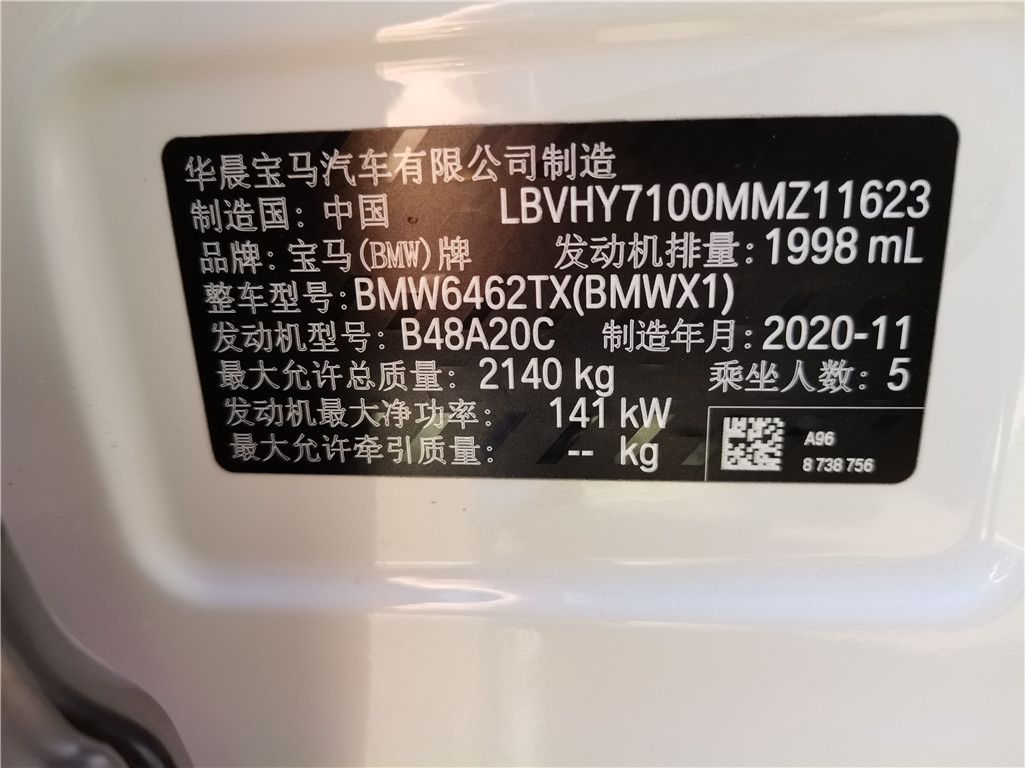 华晨宝马汽车有限公司制造
制造国: 中国 LBVHY7100MMZ11623
品牌: 宝马(BMW)牌 发动机排量: 1998 mL
整车型号: BMW6462TX(BMWX1)
发动机型号: B48A20C 制造年月: 2020-11
最大允许总质量: 2140 kg 乘坐人数: 5
发动机最大净功率: 141 kW
最大允许牵引质量: -- kg
A96
8 738 756